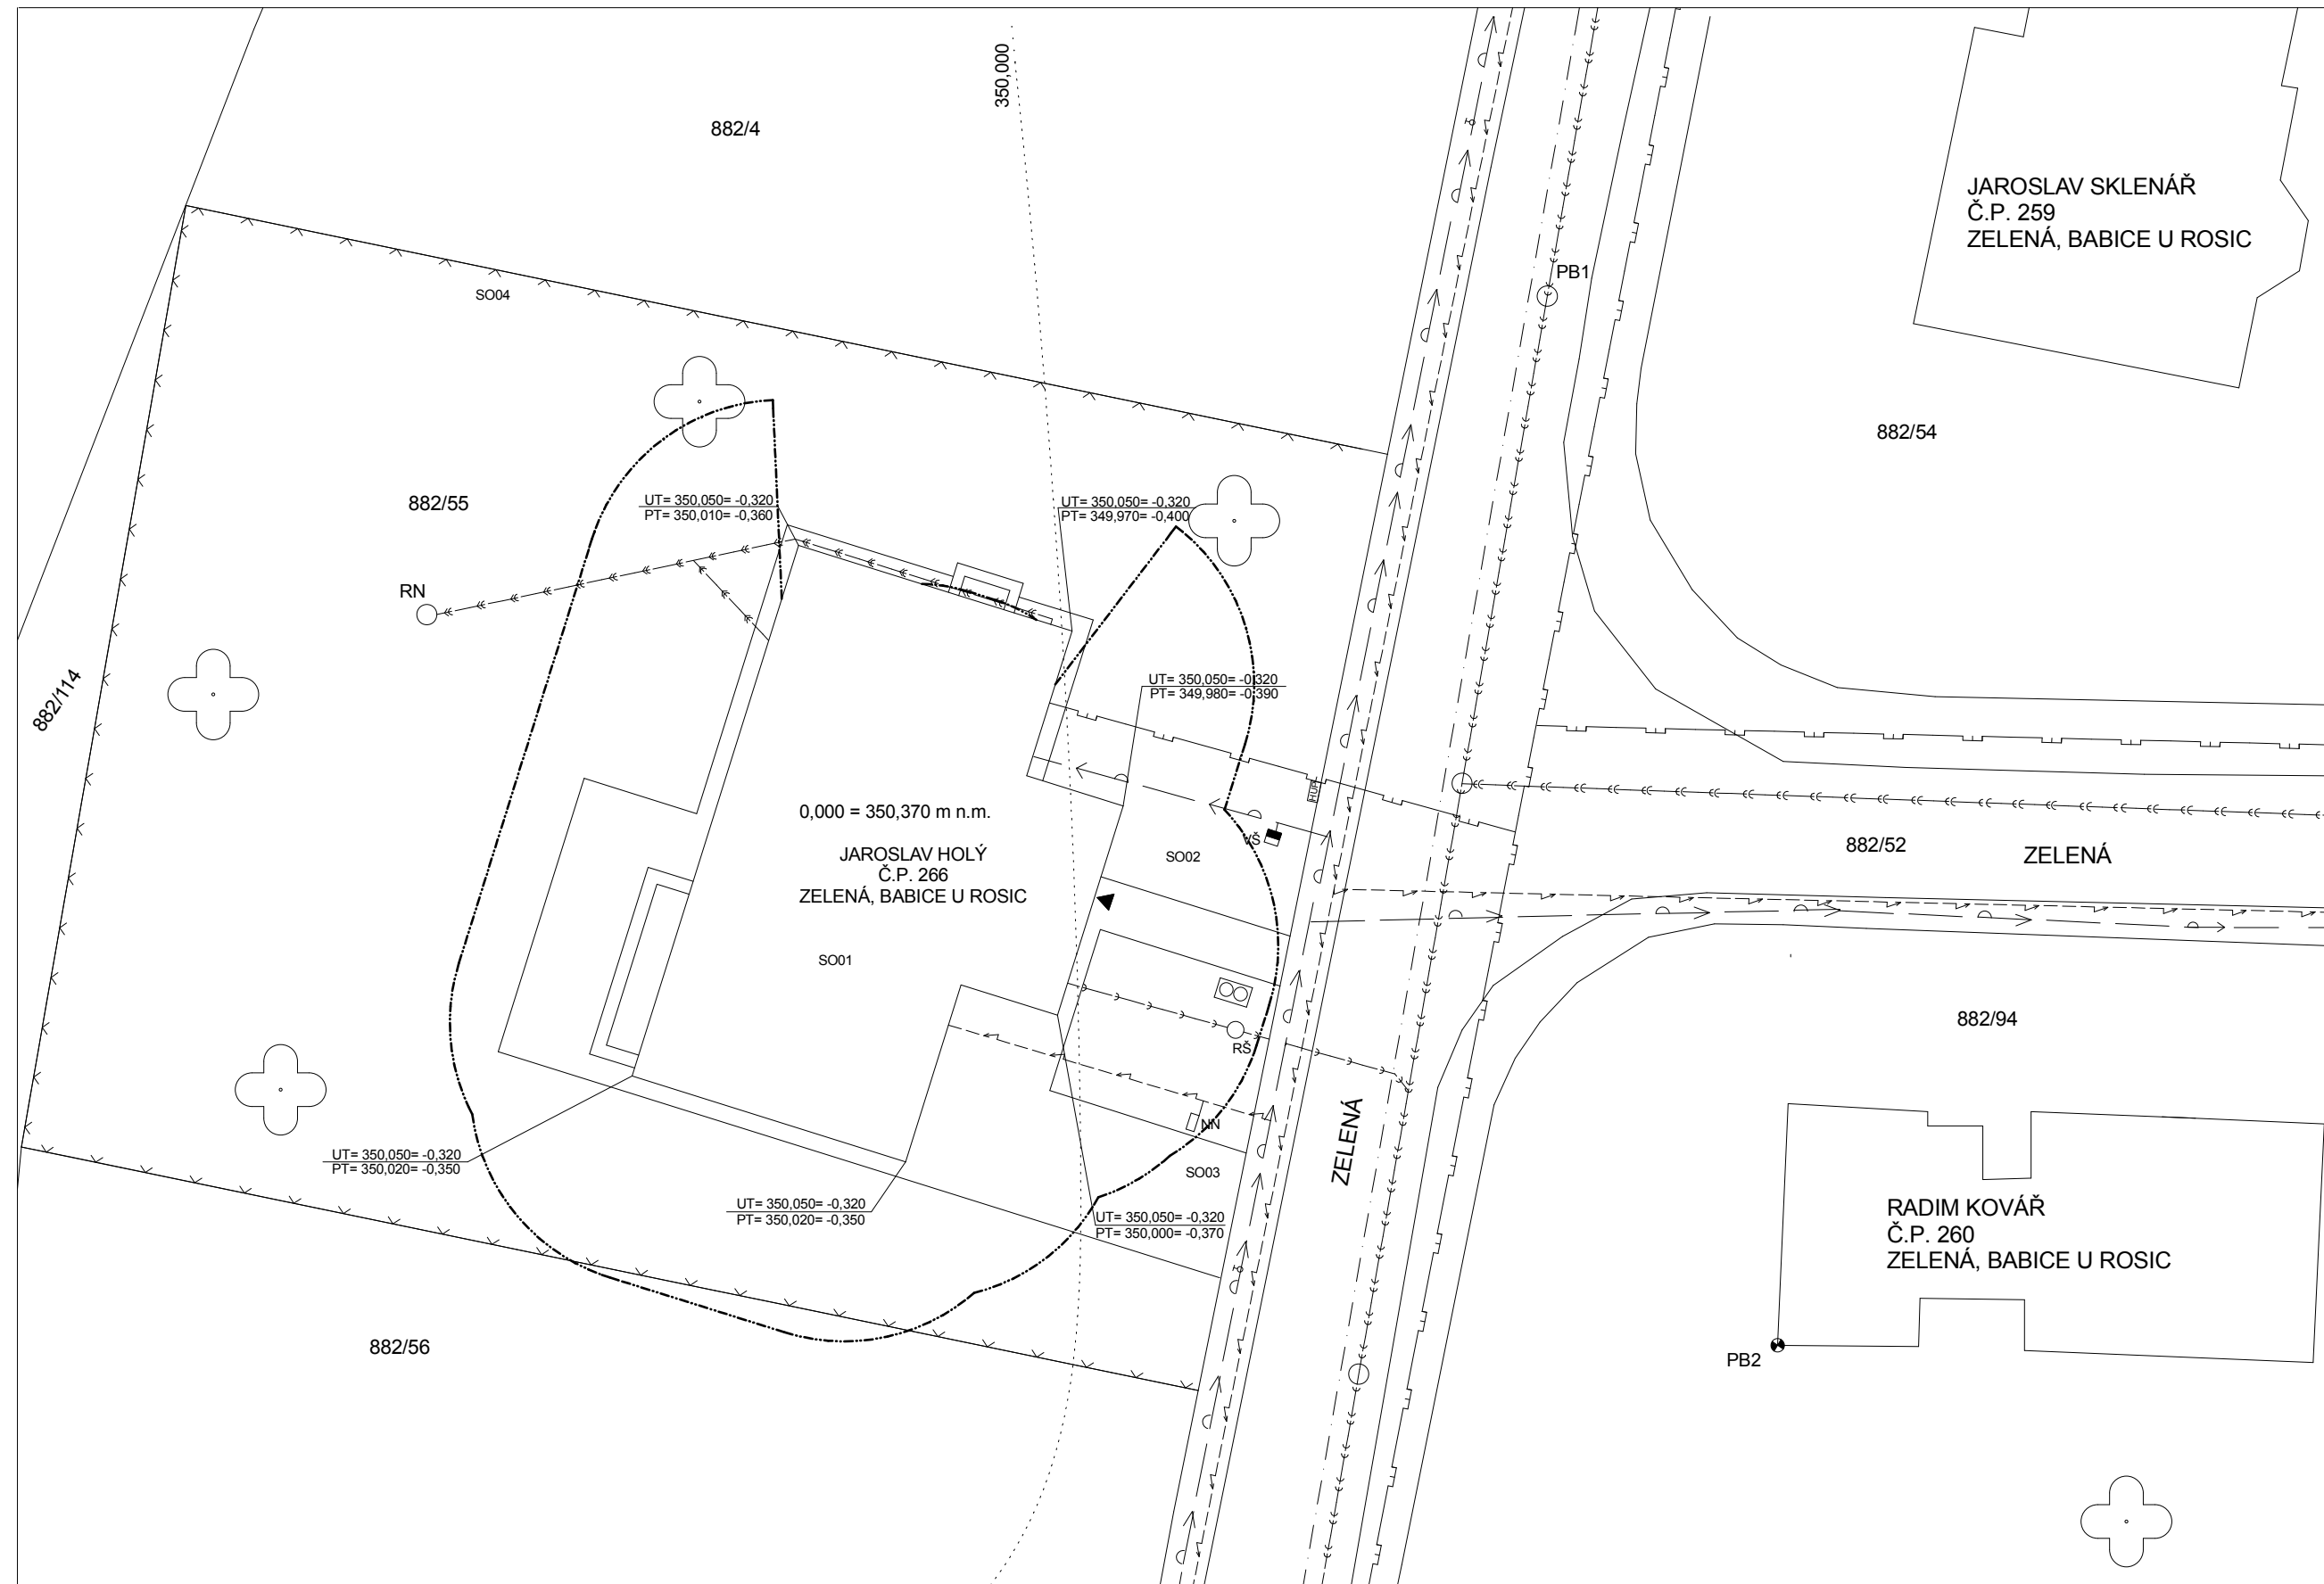 350,000
882/4
JAROSLAV SKLENÁŘ
Č.P. 259
ZELENÁ, BABICE U ROSIC
PB1
SO04
882/54
882/55
UT= 350,050= -0,320
PT= 350,010= -0,360
UT= 350,050= -0,320
PT= 349,970= -0,400
RN
882/114
UT= 350,050= -0,320
PT= 349,980= -0,390
HUP
0,000 = 350,370 m n.m.
VŠ
JAROSLAV HOLÝ
Č.P. 266
ZELENÁ, BABICE U ROSIC
SO02
882/52
ZELENÁ
SO01
882/94
RŠ
NN
ZELENÁ
UT= 350,050= -0,320
PT= 350,020= -0,350
SO03
UT= 350,050= -0,320
PT= 350,020= -0,350
UT= 350,050= -0,320
PT= 350,000= -0,370
RADIM KOVÁŘ
Č.P. 260
ZELENÁ, BABICE U ROSIC
882/56
PB2